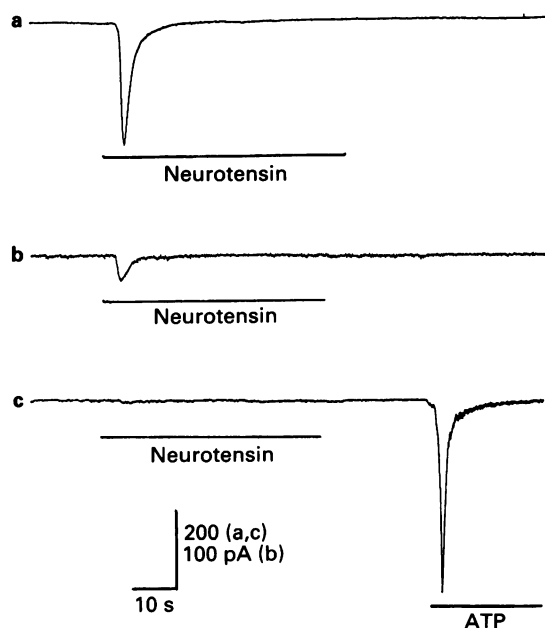 a
Neurotensin
b
Neurotensin
c
Neurotensin
200 (a,c)
100 pA (b)
10 s
ATP